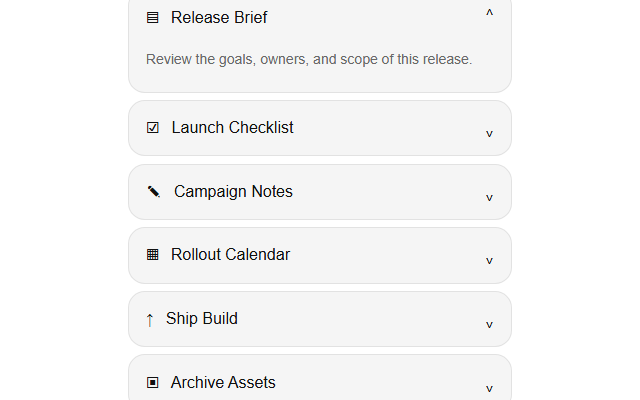 Release Brief
Review the goals, owners, and scope of this release.
Launch Checklist
Campaign Notes
Rollout Calendar
Ship Build
Archive Assets